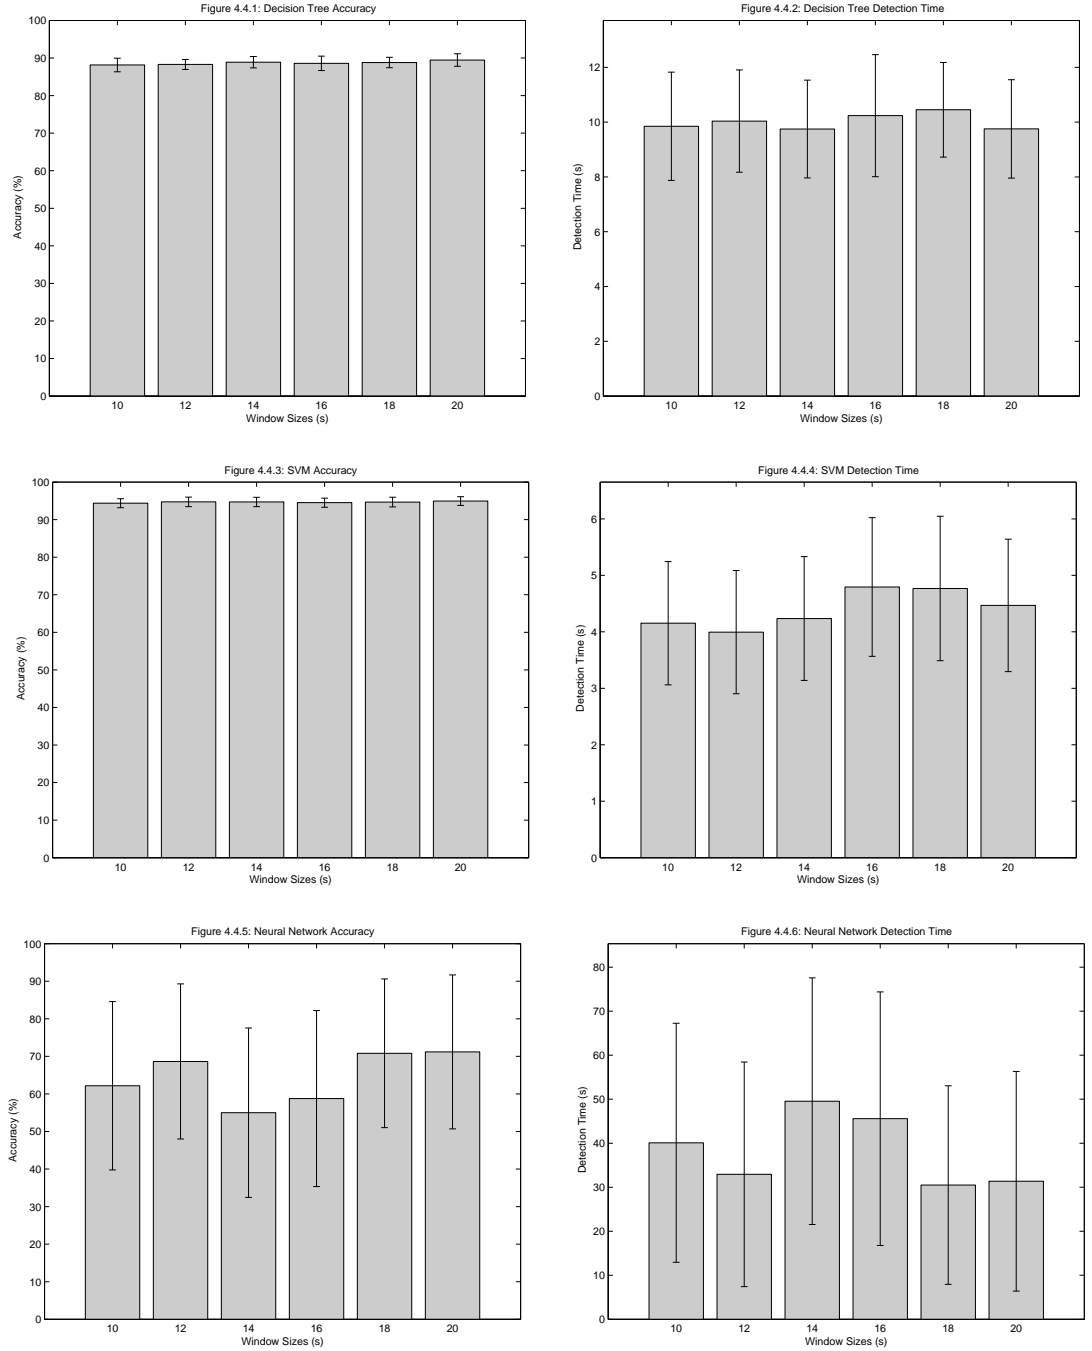 Figure 4.4.1: Decision Tree Accuracy
100
90
80
70
60
50
40
30
20
10
0
Accuracy (%)
10 12 14 16 18 20
Window Sizes (s)
Figure 4.4.2: Decision Tree Detection Time
12
10
8
6
4
2
0
Detection Time (s)
10 12 14 16 18 20
Window Sizes (s)
Figure 4.4.3: SVM Accuracy
100
90
80
70
60
50
40
30
20
10
0
Accuracy (%)
10 12 14 16 18 20
Window Sizes (s)
Figure 4.4.4: SVM Detection Time
6
5
4
3
2
1
0
Detection Time (s)
10 12 14 16 18 20
Window Sizes (s)
Figure 4.4.5: Neural Network Accuracy
100
90
80
70
60
50
40
30
20
10
0
Accuracy (%)
10 12 14 16 18 20
Window Sizes (s)
Figure 4.4.6: Neural Network Detection Time
80
70
60
50
40
30
20
10
0
Detection Time (s)
10 12 14 16 18 20
Window Sizes (s)